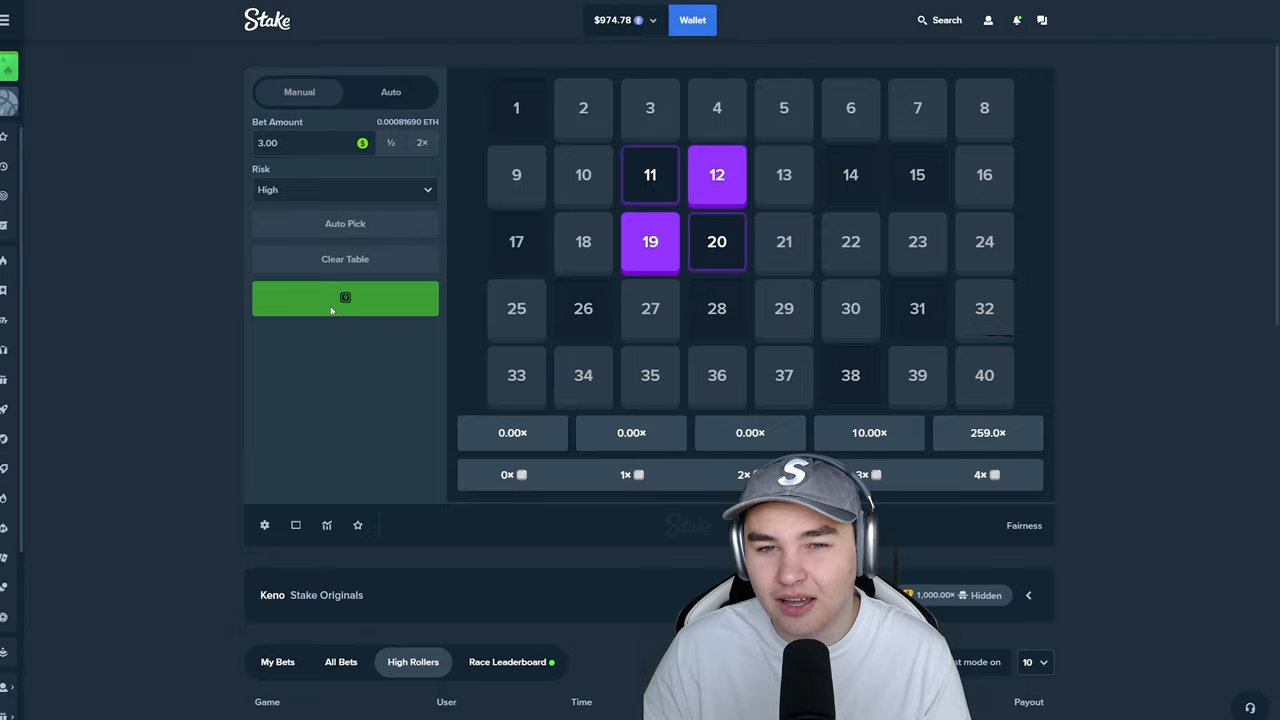 Stake
$974.78
Wallet
Search
Manual
Auto
Bet Amount
0.00081690 ETH
3.00
½
2×
Risk
High
Auto Pick
Clear Table
1 2 3 4 5 6 7 8
9 10 11 12 13 14 15 16
17 18 19 20 21 22 23 24
25 26 27 28 29 30 31 32
33 34 35 36 37 38 39 40
0.00× 0.00× 0.00× 10.00× 259.0×
0× 1× 2× 3× 4×
Stake
Fairness
Keno Stake Originals
1,000.00× Hidden
My Bets
All Bets
High Rollers
Race Leaderboard
mode on
10
Game
User
Time
Payout
S